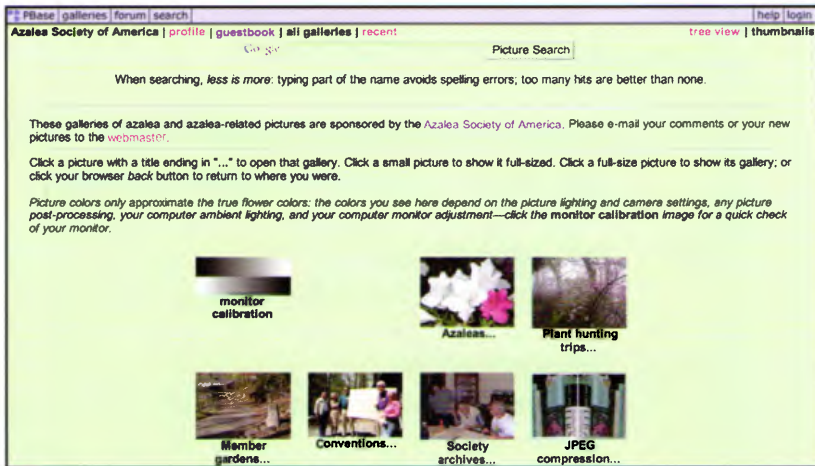 PBase galleries forum search help login
Azalea Society of America | profile | guestbook | all galleries | recent tree view | thumbnails
Google Picture Search
When searching, less is more: typing part of the name avoids spelling errors; too many hits are better than none.
These galleries of azalea and azalea-related pictures are sponsored by the Azalea Society of America. Please e-mail your comments or your new
pictures to the webmaster.
Click a picture with a title ending in "..." to open that gallery. Click a small picture to show it full-sized. Click a full-size picture to show its gallery; or
click your browser back button to return to where you were.
Picture colors only approximate the true flower colors: the colors you see here depend on the picture lighting and camera settings, any picture
post-processing, your computer ambient lighting, and your computer monitor adjustment—click the monitor calibration image for a quick check
of your monitor.
monitor
calibration
Azaleas...
Plant hunting
trips...
Member
gardens...
Conventions...
Society
archives...
JPEG
compression...